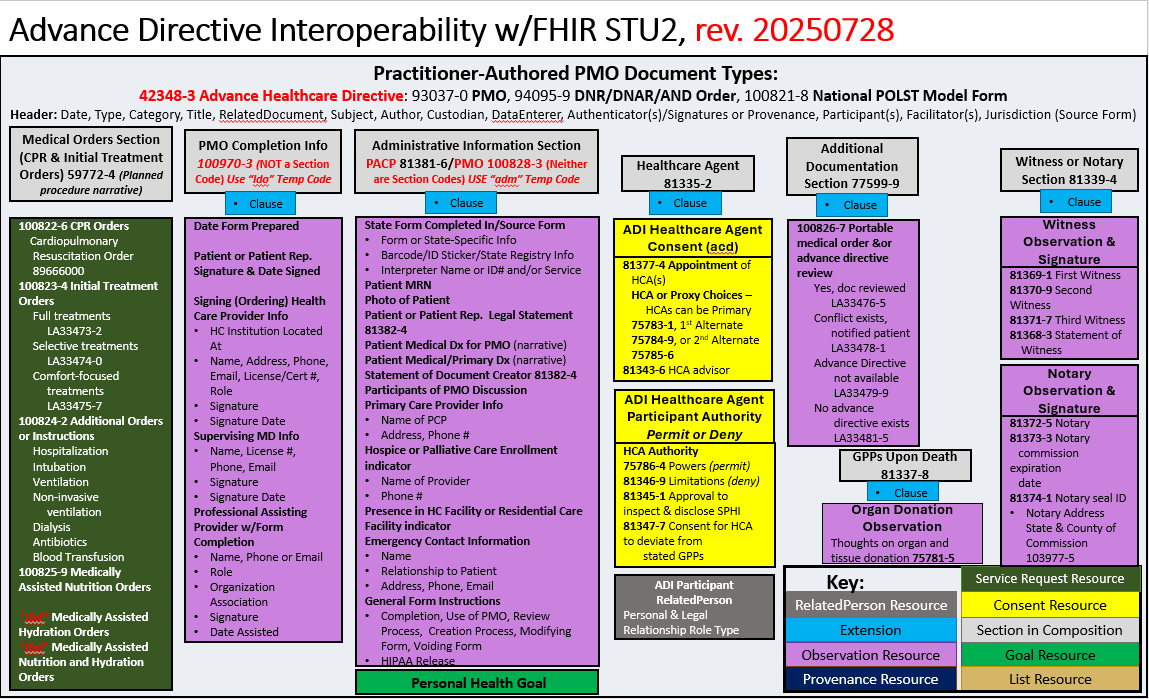 Advance Directive Interoperability w/FHIR STU2, rev. 20250728
Practitioner-Authored PMO Document Types:
42348-3 Advance Healthcare Directive: 93037-0 PMO, 94095-9 DNR/DNAR/AND Order, 100821-8 National POLST Model Form
Header: Date, Type, Category, Title, RelatedDocument, Subject, Author, Custodian, DataEnterer, Authenticator(s)/Signatures or Provenance, Participant(s), Facilitator(s), Jurisdiction (Source Form)
Medical Orders Section
(CPR & Initial Treatment
Orders) 59772-4 (Planned
procedure narrative)
100822-6 CPR Orders
Cardiopulmonary
Resuscitation Order
89666000
100823-4 Initial Treatment
Orders
Full treatments
LA33473-2
Selective treatments
LA33474-0
Comfort-focused
treatments
LA33475-7
100824-2 Additional Orders
or Instructions
Hospitalization
Intubation
Ventilation
Non-invasive
ventilation
Dialysis
Antibiotics
Blood Transfusion
100825-9 Medically
Assisted Nutrition Orders
Medically Assisted
Hydration Orders
Medically Assisted
Nutrition and Hydration
Orders
PMO Completion Info
100970-3 (NOT a Section
Code) Use "ldo" Temp Code
• Clause
Date Form Prepared
Patient or Patient Rep.
Signature & Date Signed
Signing (Ordering) Health
Care Provider Info
• HC Institution Located
At
• Name, Address, Phone,
Email, License/Cert #,
Role
• Signature
• Signature Date
Supervising MD Info
• Name, License #,
Phone, Email
• Signature
• Signature Date
Professional Assisting
Provider w/Form
Completion
• Name, Phone or Email
• Role
• Organization
Association
• Signature
• Date Assisted
Administrative Information Section
PACP 81381-6/PMO 100828-3 (Neither
are Section Codes) USE "adm" Temp Code
• Clause
State Form Completed In/Source Form
• Form or State-Specific Info
• Barcode/ID Sticker/State Registry Info
• Interpreter Name or ID# and/or Service
Patient MRN
Photo of Patient
Patient or Patient Rep. Legal Statement
81382-4
Patient Medical Dx for PMO (narrative)
Patient Medical/Primary Dx (narrative)
Statement of Document Creator 81382-4
Participants of PMO Discussion
Primary Care Provider Info
• Name of PCP
• Address, Phone #
Hospice or Palliative Care Enrollment
indicator
• Name of Provider
• Phone #
Presence in HC Facility or Residential Care
Facility indicator
Emergency Contact Information
• Name
• Relationship to Patient
• Address, Phone, Email
General Form Instructions
• Completion, Use of PMO, Review
Process, Creation Process, Modifying
Form, Voiding Form
• HIPAA Release
Personal Health Goal
Healthcare Agent
81335-2
• Clause
ADI Healthcare Agent
Consent (acd)
81377-4 Appointment of
HCA(s)
HCA or Proxy Choices –
HCAs can be Primary
75783-1, 1st Alternate
75784-9, or 2nd Alternate
75785-6
81343-6 HCA advisor
ADI Healthcare Agent
Participant Authority
Permit or Deny
HCA Authority
75786-4 Powers (permit)
81346-9 Limitations (deny)
81345-1 Approval to
inspect & disclose SPHI
81347-7 Consent for HCA
to deviate from
stated GPPs
ADI Participant
RelatedPerson
Personal & Legal
Relationship Role Type
Additional
Documentation
Section 77599-9
• Clause
100826-7 Portable
medical order &or
advance directive
review
Yes, doc reviewed
LA33476-5
Conflict exists,
notified patient
LA33478-1
Advance Directive
not available
LA33479-9
No advance
directive exists
LA33481-5
GPPs Upon Death
81337-8
• Clause
Organ Donation
Observation
Thoughts on organ and
tissue donation 75781-5
Witness or Notary
Section 81339-4
• Clause
Witness
Observation &
Signature
81369-1 First Witness
81370-9 Second
Witness
81371-7 Third Witness
81368-3 Statement of
Witness
Notary
Observation &
Signature
81372-5 Notary
81373-3 Notary
commission
expiration
date
81374-1 Notary seal ID
• Notary Address
State & County of
Commission
103977-5
Key:
RelatedPerson Resource
Extension
Observation Resource
Provenance Resource
Service Request Resource
Consent Resource
Section in Composition
Goal Resource
List Resource